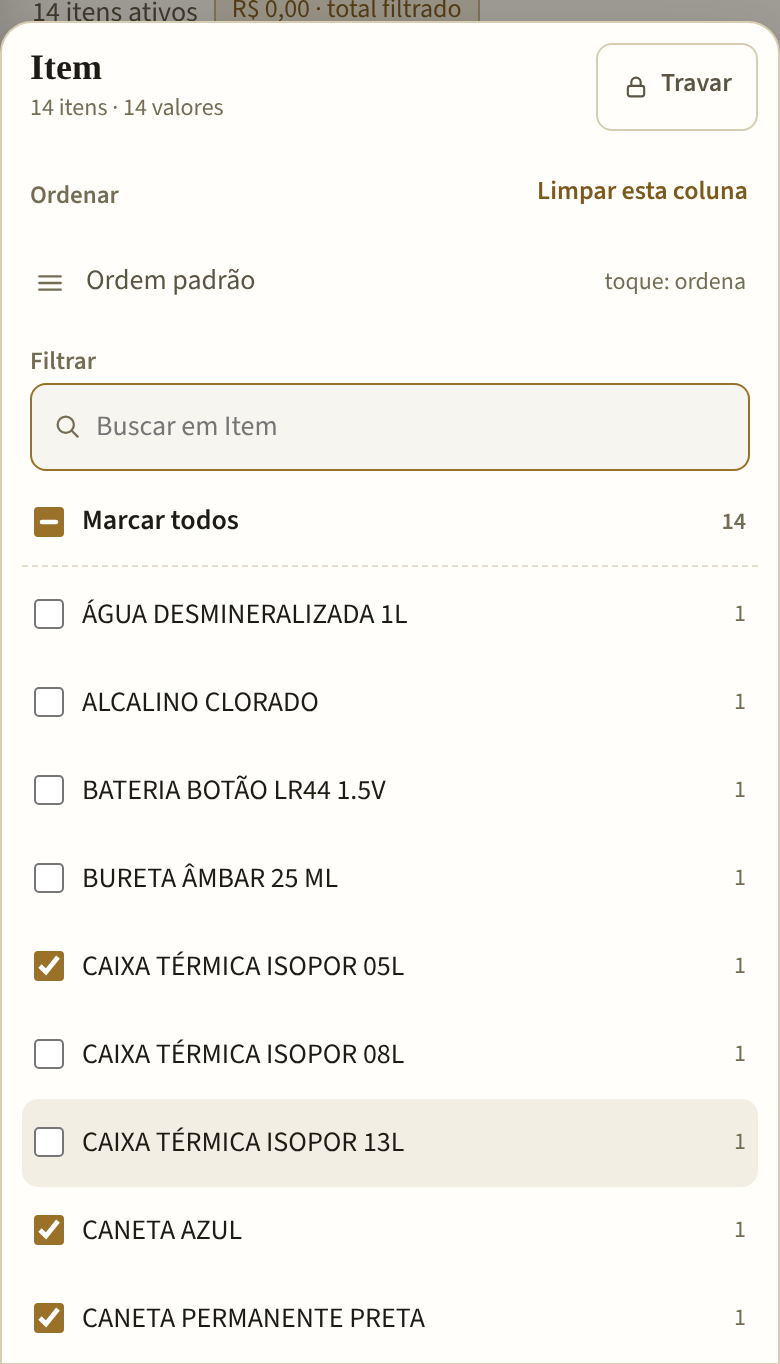 14 itens ativos
R$ 0,00 · total filtrado
Item
14 itens · 14 valores
Travar
Ordenar
Limpar esta coluna
Ordem padrão
toque: ordena
Filtrar
Buscar em Item
Marcar todos 14
ÁGUA DESMINERALIZADA 1L 1
ALCALINO CLORADO 1
BATERIA BOTÃO LR44 1.5V 1
BURETA ÂMBAR 25 ML 1
CAIXA TÉRMICA ISOPOR 05L 1
CAIXA TÉRMICA ISOPOR 08L 1
CAIXA TÉRMICA ISOPOR 13L 1
CANETA AZUL 1
CANETA PERMANENTE PRETA 1